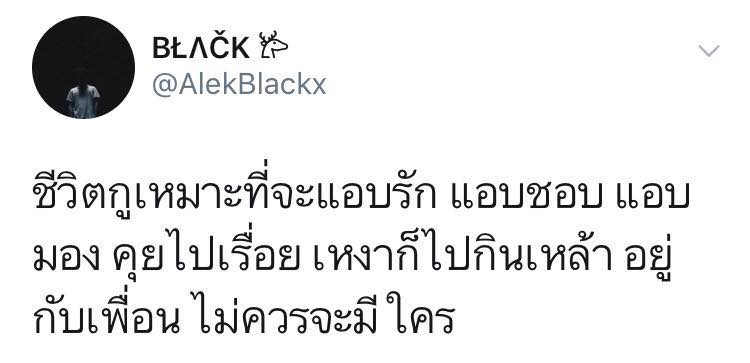 BŁΛČK
@AlekBlackx
ชีวิตกูเหมาะที่จะแอบรัก แอบชอบ แอบ
มอง คุยไปเรื่อย เหงาก็ไปกินเหล้า อยู่
กับเพื่อน ไม่ควรจะมี ใคร